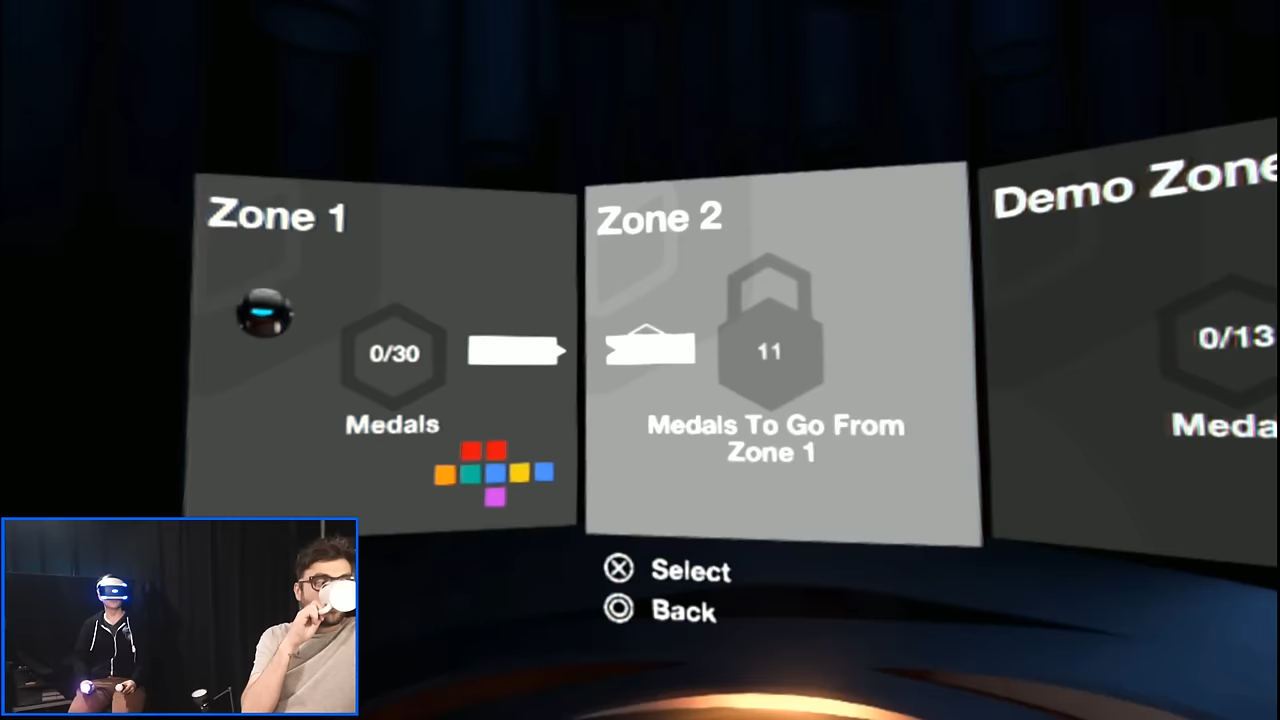 Zone 1
0/30
Medals
Zone 2
11
Medals To Go From
Zone 1
Demo Zone
0/13
Meda
Select
Back